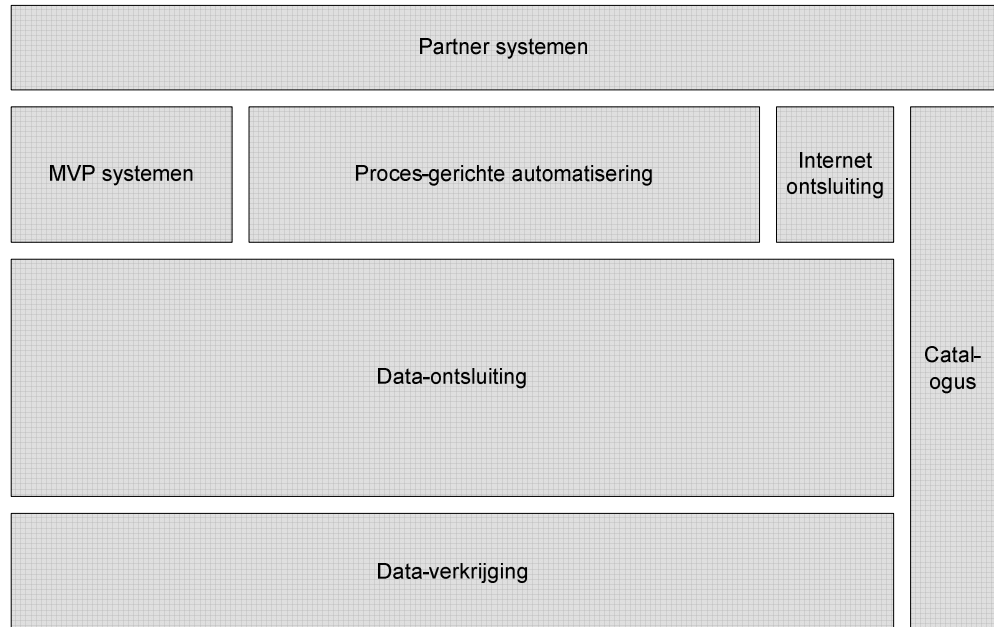 Partner systemen
MVP systemen
Proces-gerichte automatisering
Internet
ontsluiting
Data-ontsluiting
Catal-
ogus
Data-verkrijging